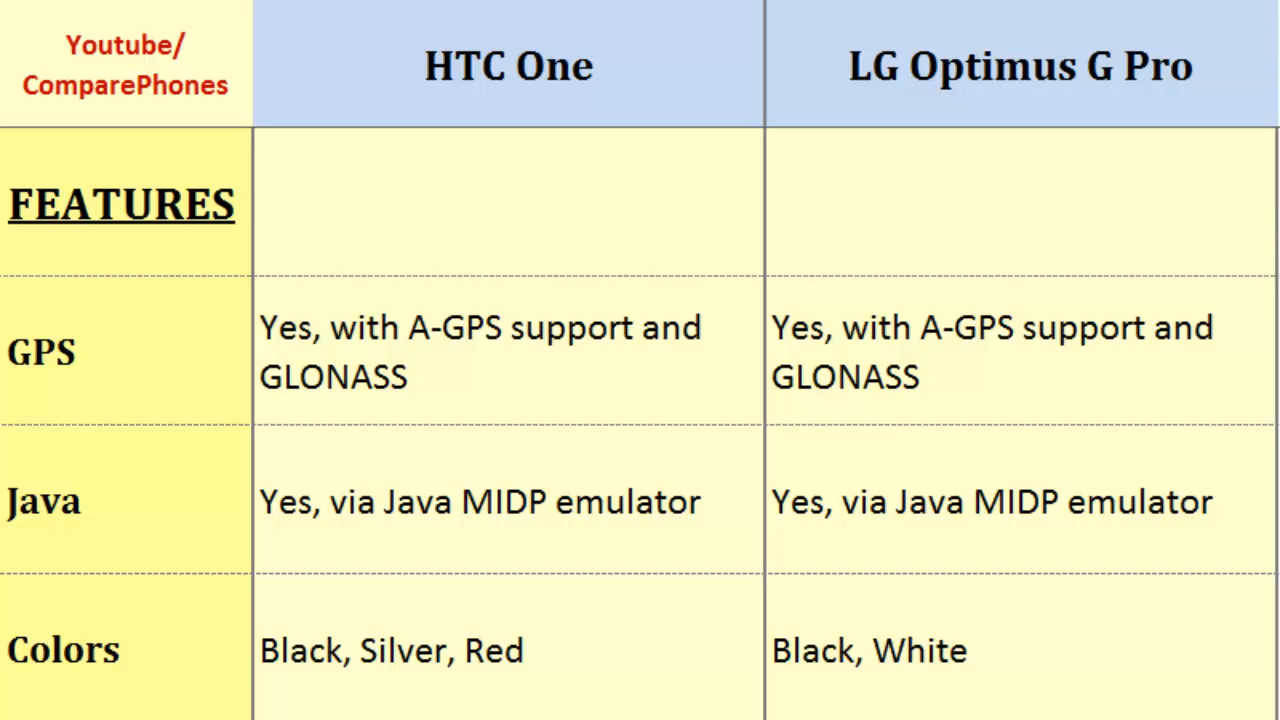 Youtube/
ComparePhones
HTC One
LG Optimus G Pro
FEATURES
GPS
Yes, with A-GPS support and
GLONASS
Yes, with A-GPS support and
GLONASS
Java
Yes, via Java MIDP emulator
Yes, via Java MIDP emulator
Colors
Black, Silver, Red
Black, White